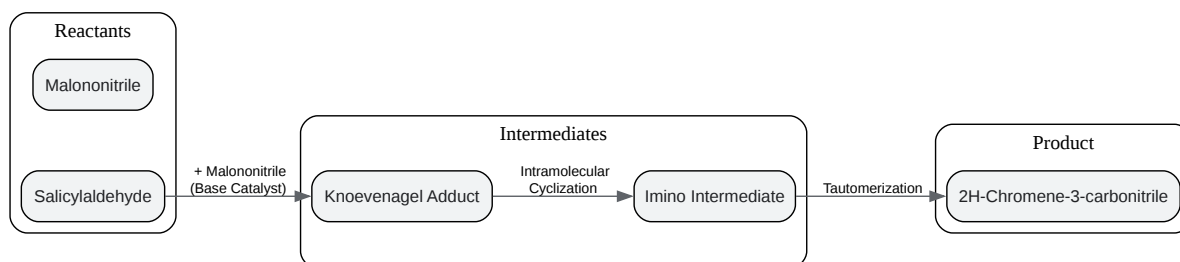 Reactants
Malononitrile
Salicylaldehyde
+ Malononitrile
(Base Catalyst)
Intermediates
Knoevenagel Adduct
Intramolecular
Cyclization
Imino Intermediate
Tautomerization
Product
2H-Chromene-3-carbonitrile